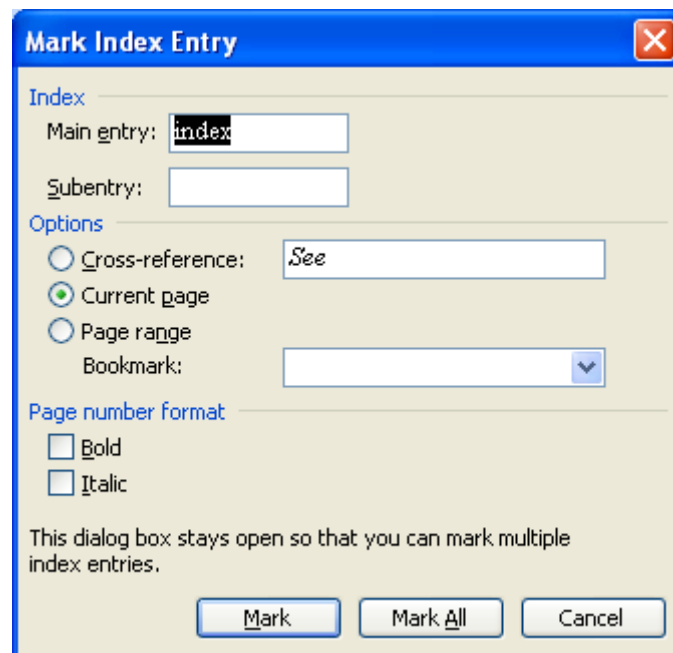 Mark Index Entry
Index
Main entry: index
Subentry:
Options
Cross-reference: See
Current page
Page range
Bookmark:
Page number format
Bold
Italic
This dialog box stays open so that you can mark multiple
index entries.
Mark Mark All Cancel